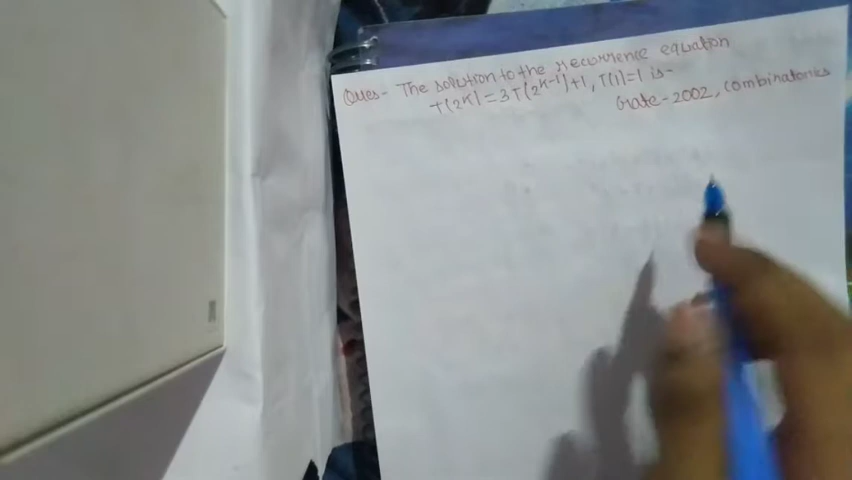 Ques- The solution to the recurrence equation
T(2^K) = 3T(2^K-1)+1, T(1)=1 is-
Gate-2002, Combinatorics